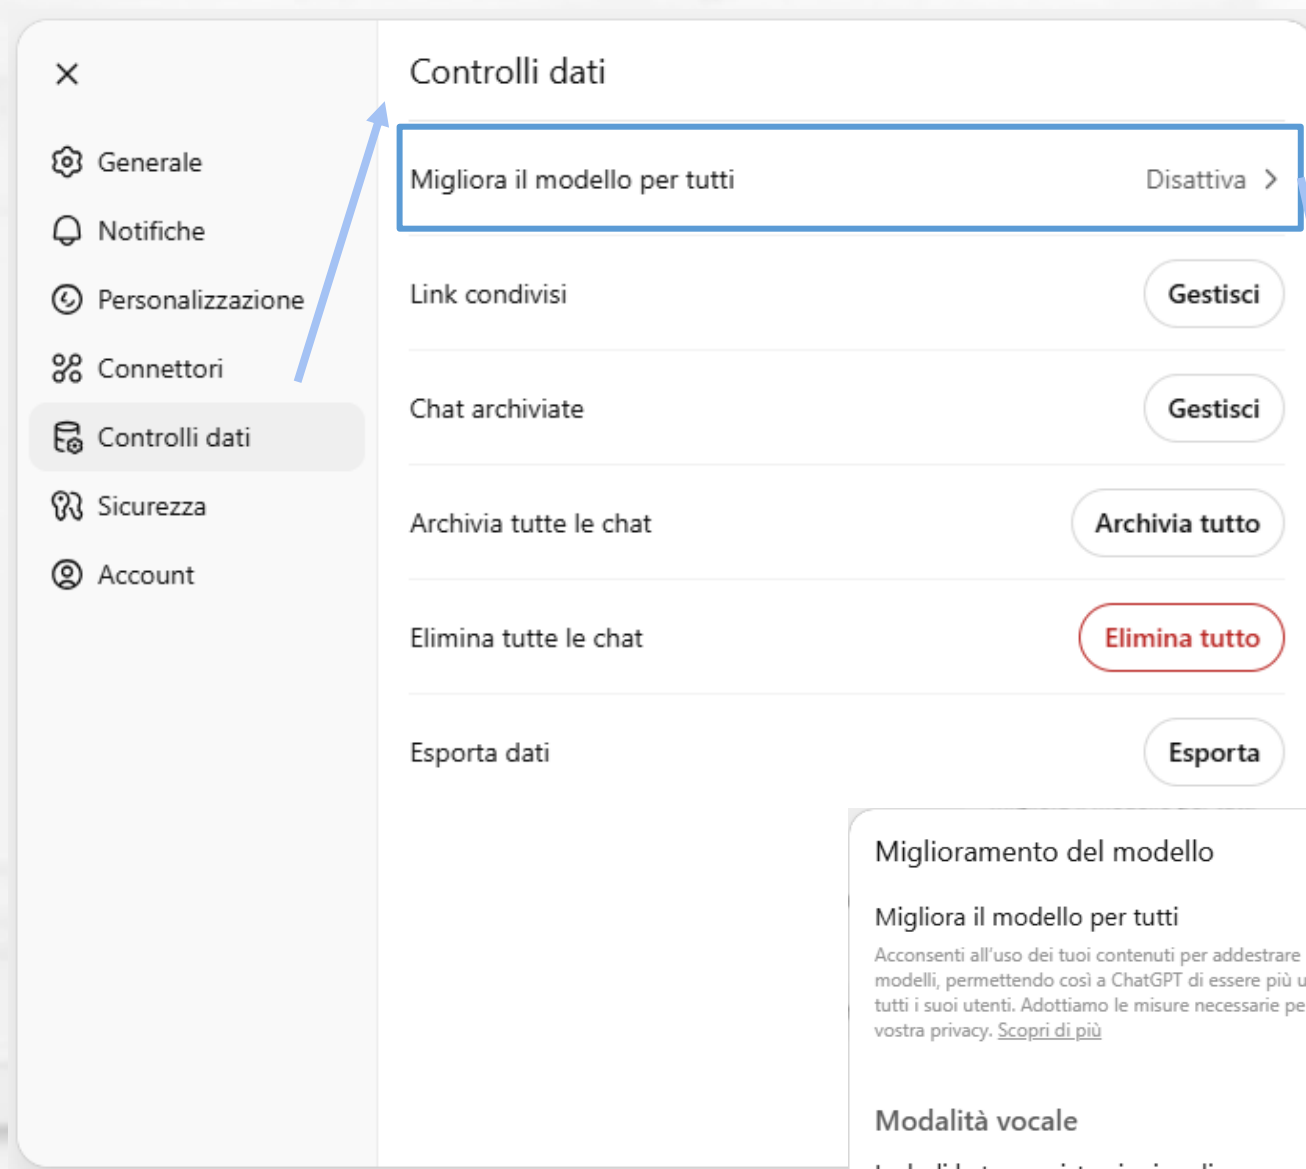 Controlli dati
Generale
Notifiche
Personalizzazione
Connettori
Controlli dati
Sicurezza
Account
Migliora il modello per tutti Disattiva
Link condivisi Gestisci
Chat archiviate Gestisci
Archivia tutte le chat Archivia tutto
Elimina tutte le chat Elimina tutto
Esporta dati Esporta
Miglioramento del modello
Migliora il modello per tutti
Acconsenti all'uso dei tuoi contenuti per addestrare
modelli, permettendo così a ChatGPT di essere più
tutti i suoi utenti. Adottiamo le misure necessarie
vostra privacy. Scopri di più
Modalità vocale